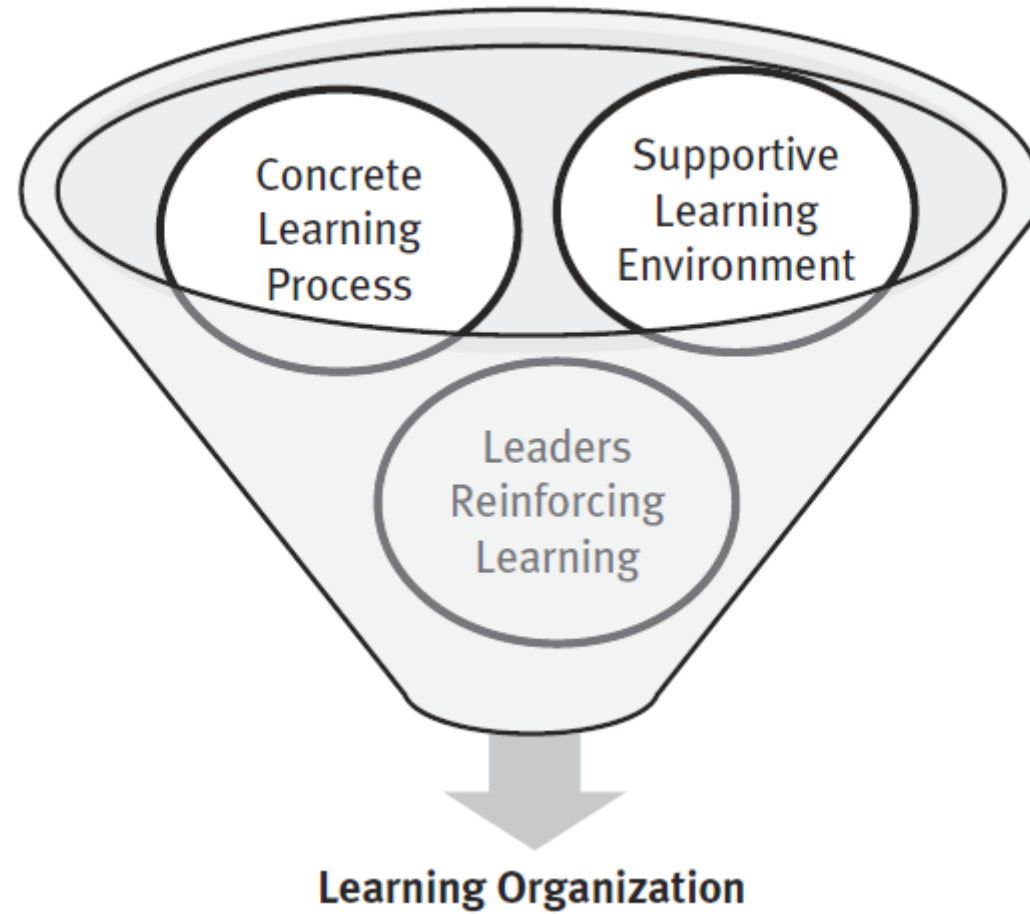 Concrete
Learning
Process
Supportive
Learning
Environment
Leaders
Reinforcing
Learning
Learning Organization